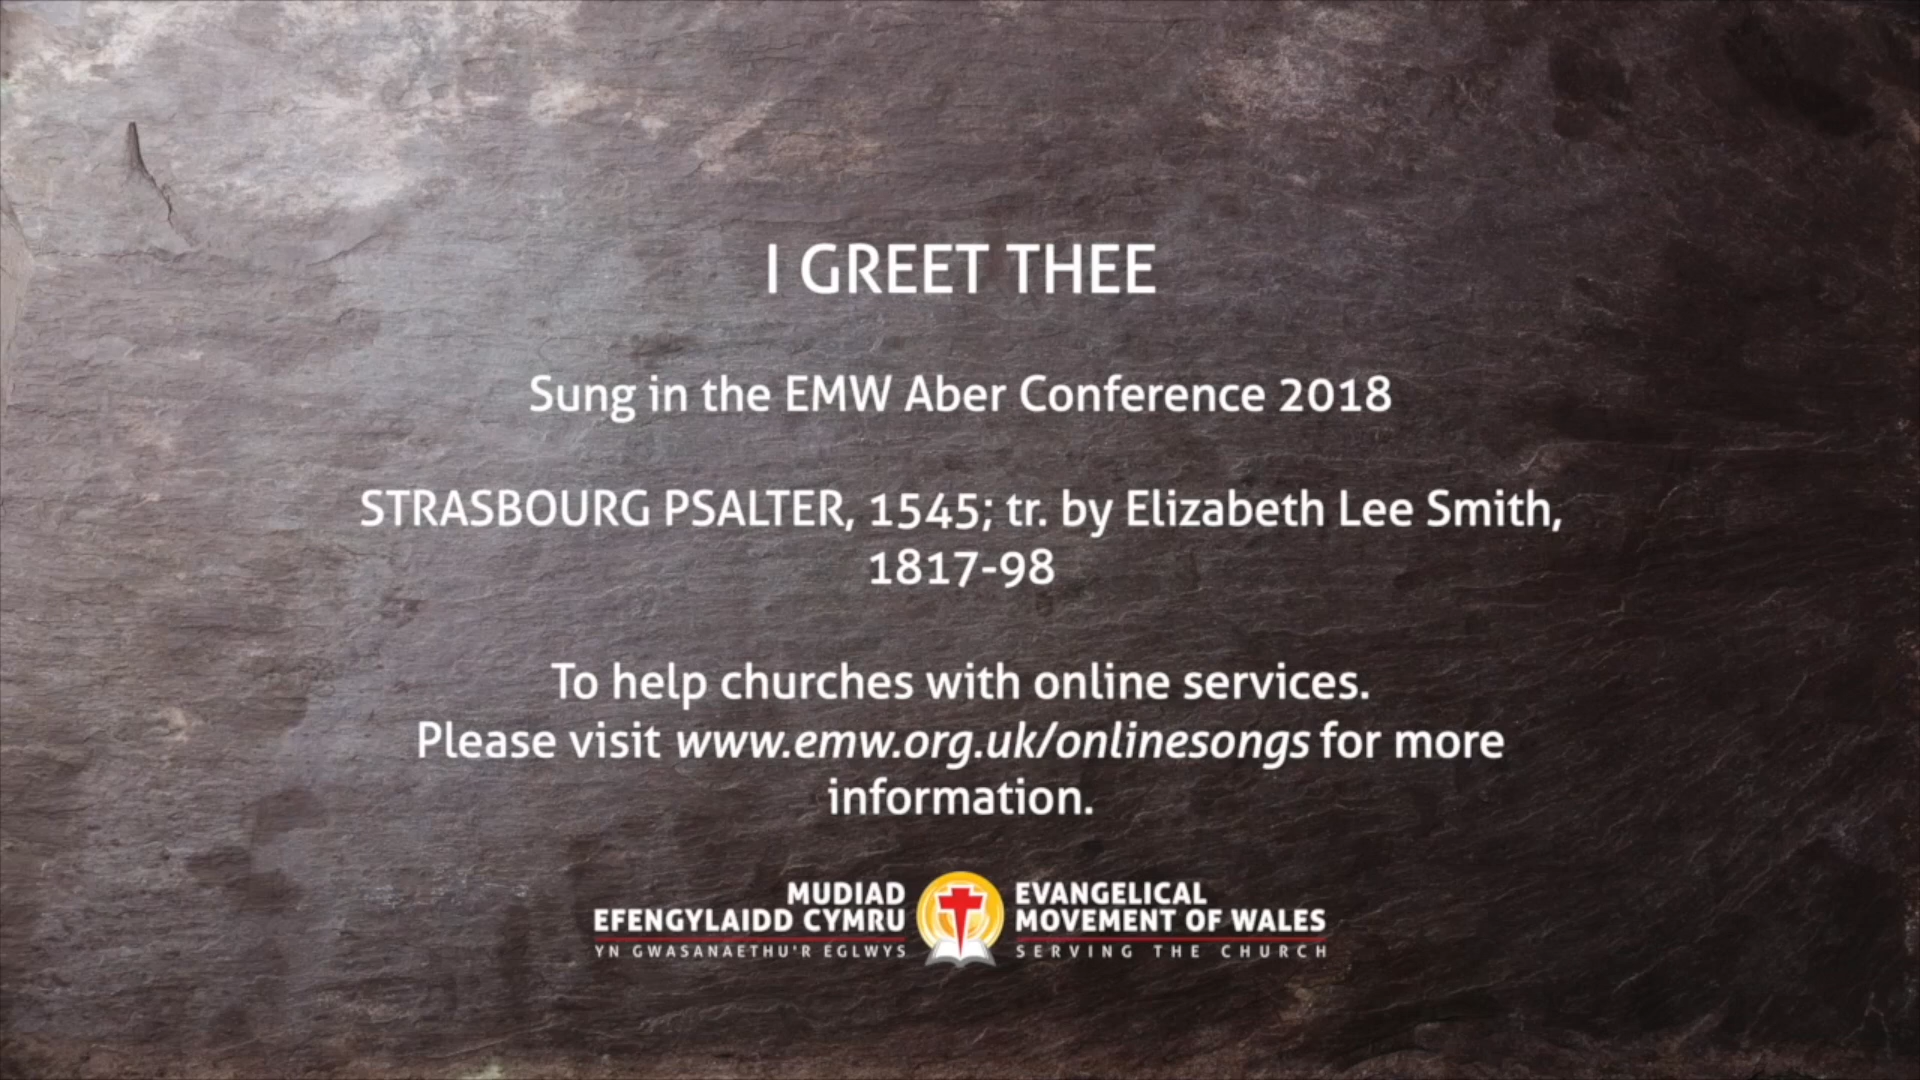 I GREET THEE
Sung in the EMW Aber Conference 2018
STRASBOURG PSALTER, 1545; tr. by Elizabeth Lee Smith,
1817-98
To help churches with online services.
Please visit www.emw.org.uk/onlinesongs for more
information.
MUDIAD
EFENGYLAIDD CYMRU
YN GWASANAETHU'R EGLWYS
EVANGELICAL
MOVEMENT OF WALES
SERVING THE CHURCH